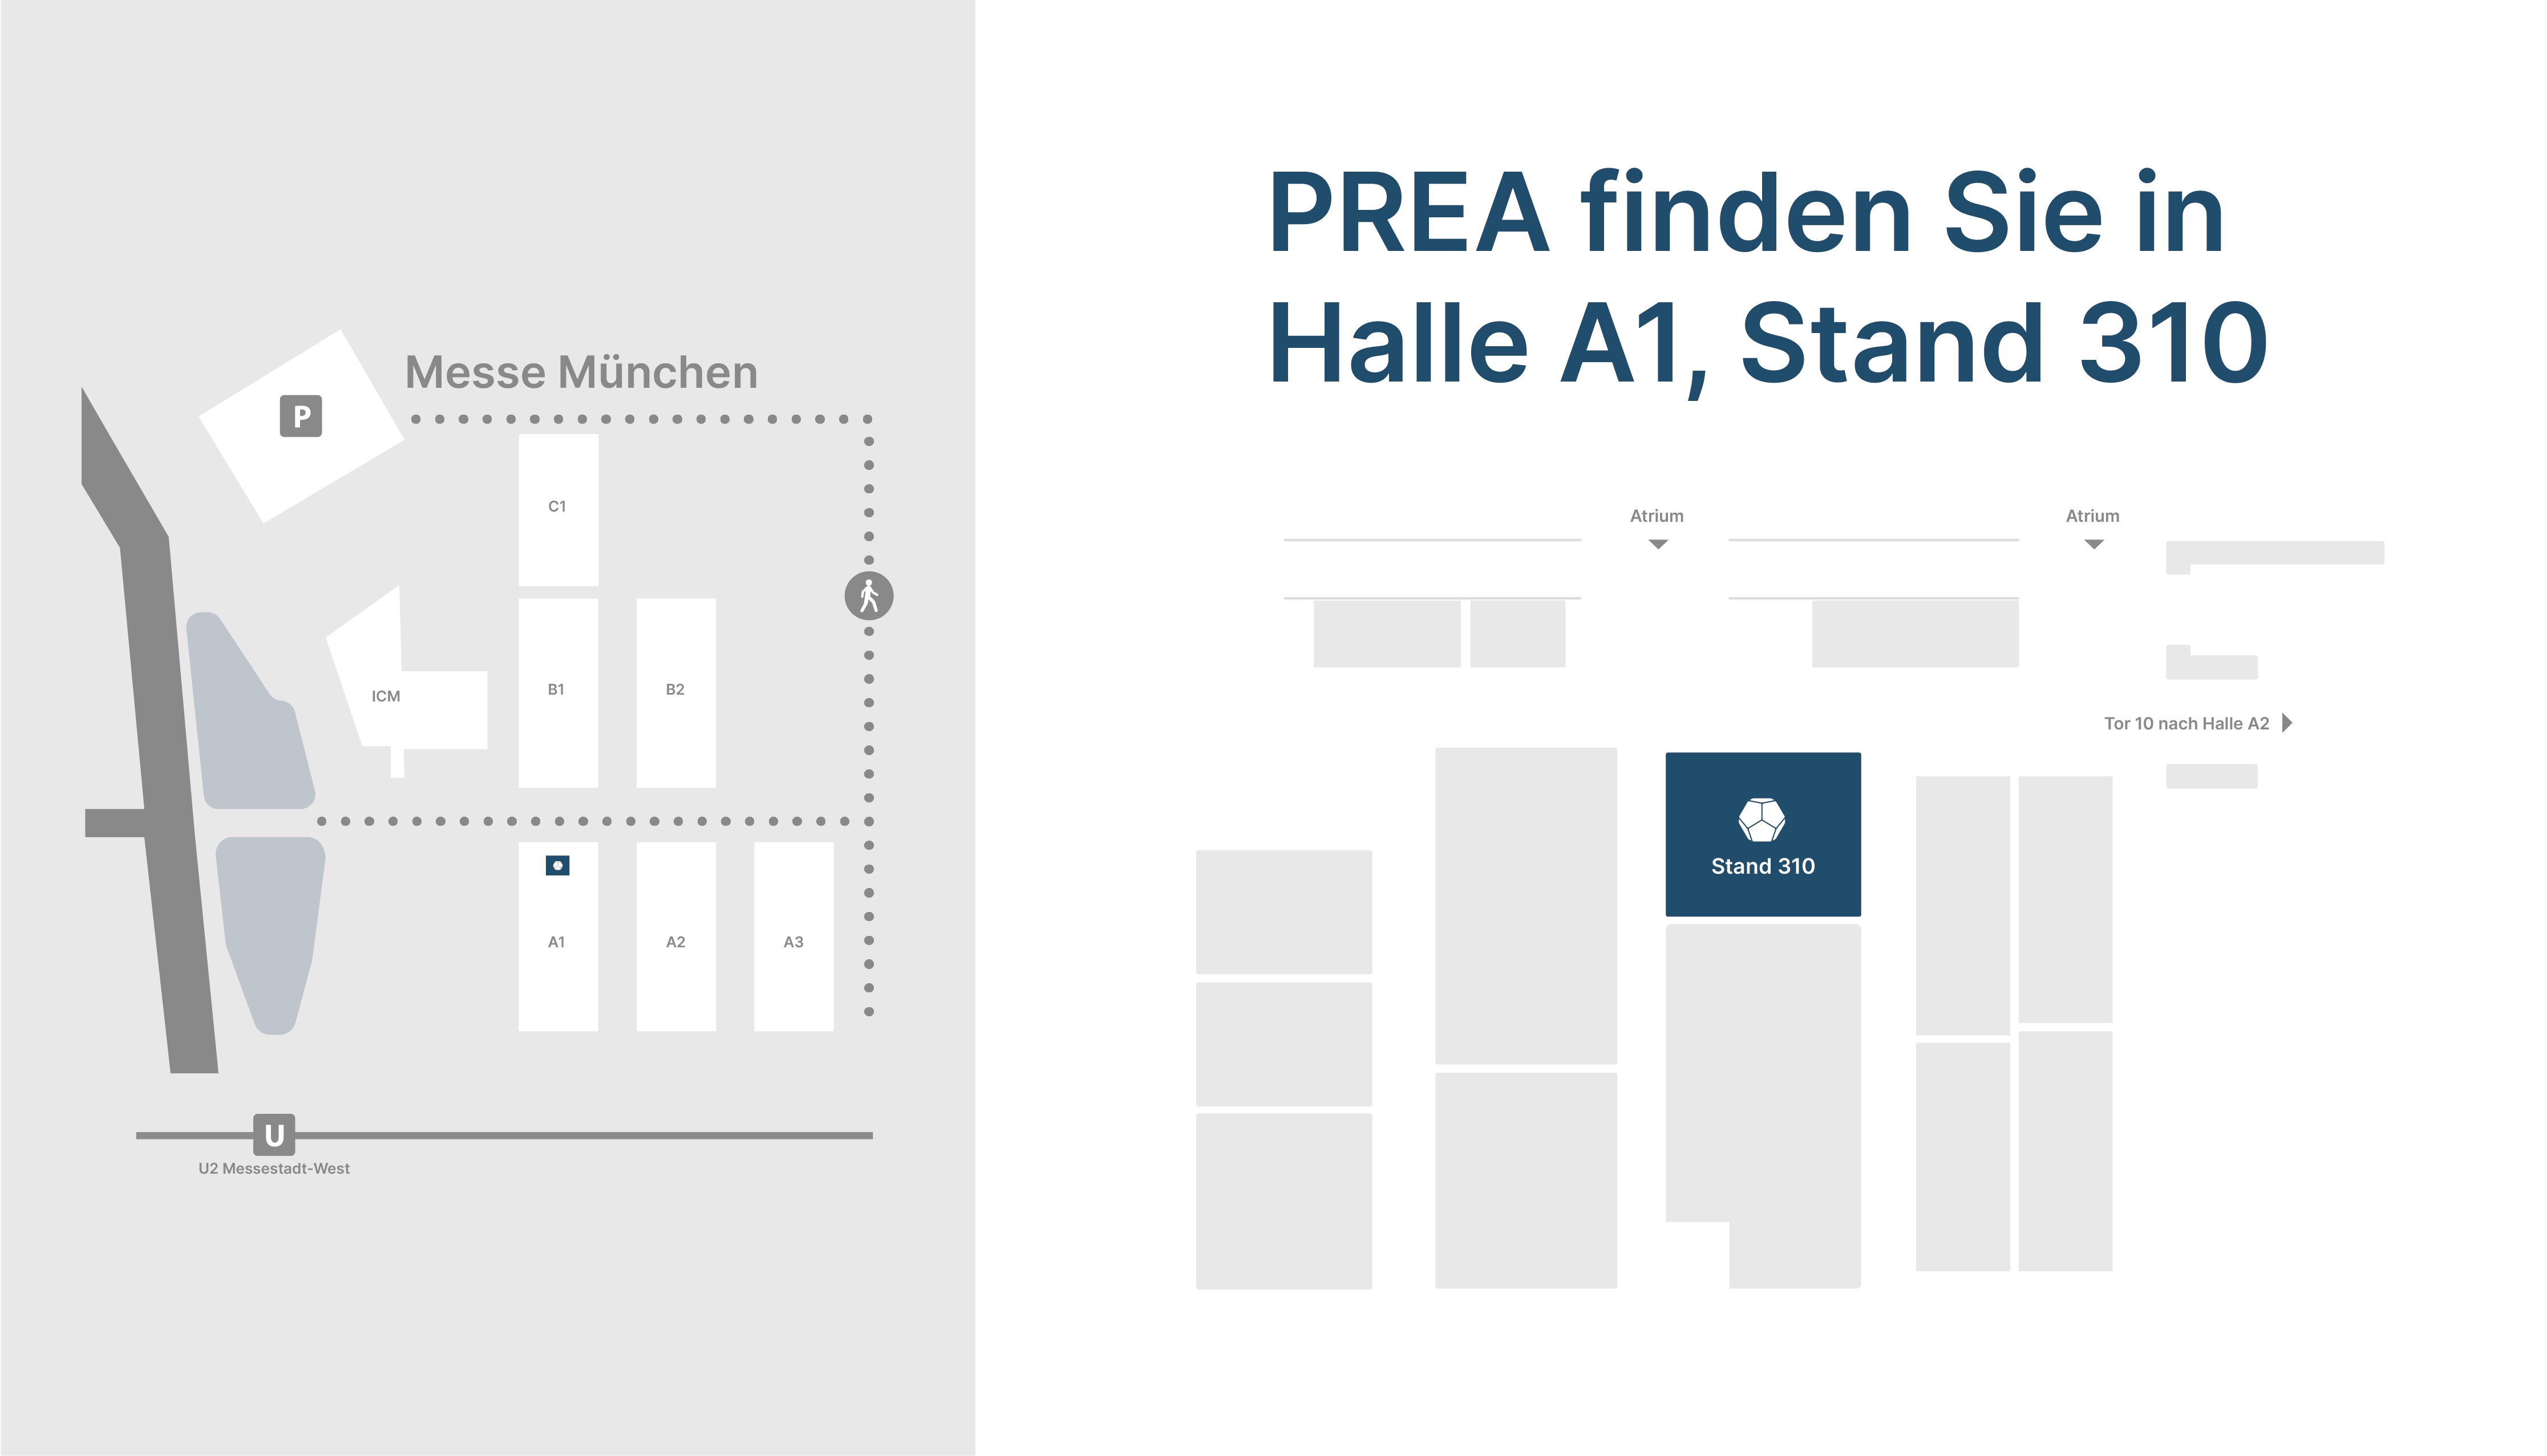 Messe München
P
C1
ICM
B1
B2
A1
A2
A3
U
U2 Messestadt-West
PREA finden Sie in
Halle A1, Stand 310
Atrium
Atrium
Tor 10 nach Halle A2
Stand 310